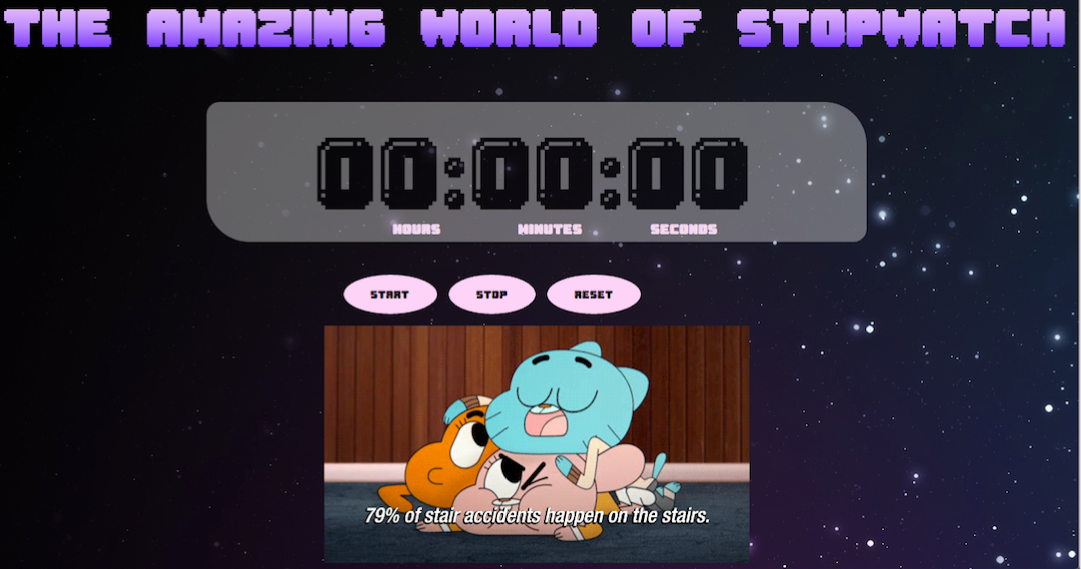 THE AMAZING WORLD OF STOPWATCH
00:00:00
HOURS MINUTES SECONDS
START STOP RESET
79% of stair accidents happen on the stairs.